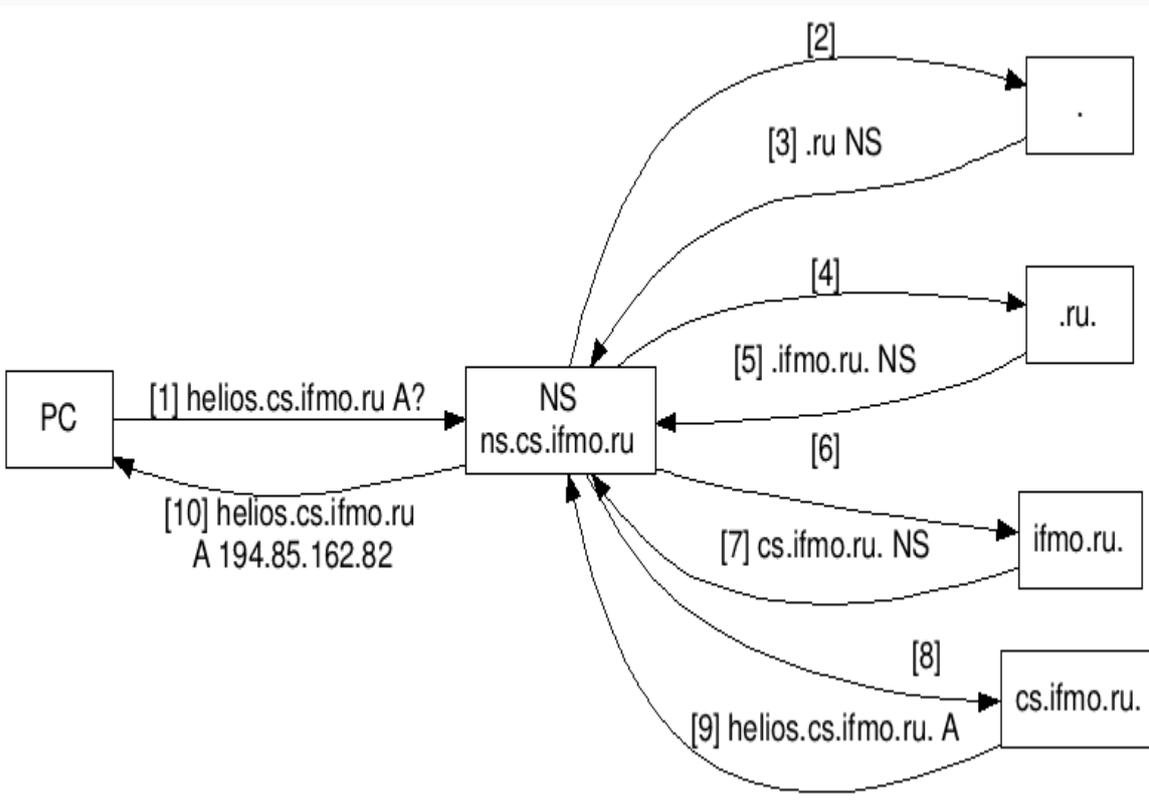 [2]
.
[3] .ru NS
[4]
.ru.
[5] .ifmo.ru. NS
PC
[1] helios.cs.ifmo.ru A?
NS
ns.cs.ifmo.ru
[6]
[10] helios.cs.ifmo.ru
A 194.85.162.82
[7] cs.ifmo.ru. NS
ifmo.ru.
[8]
cs.ifmo.ru.
[9] helios.cs.ifmo.ru. A